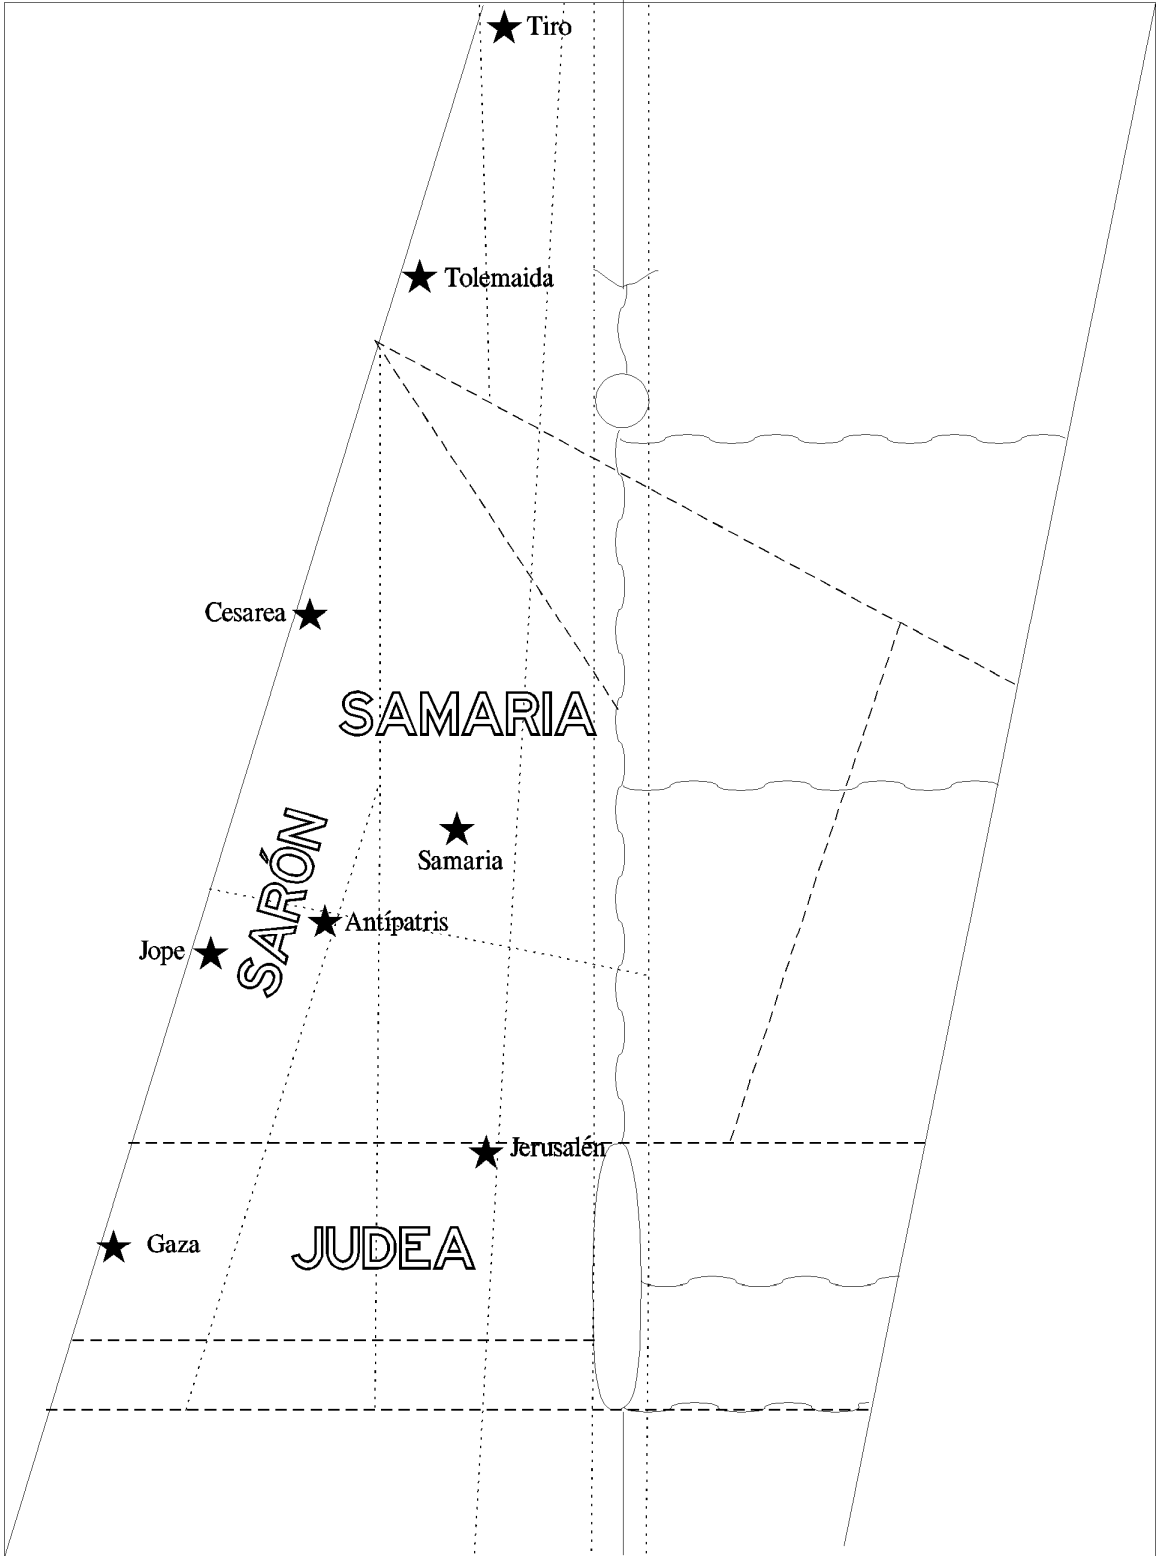 Tiro
Tolemaida
Cesarea
SAMARIA
SARÓN
Samaria
Antípatris
Jope
Jerusalén
Gaza
JUDEA